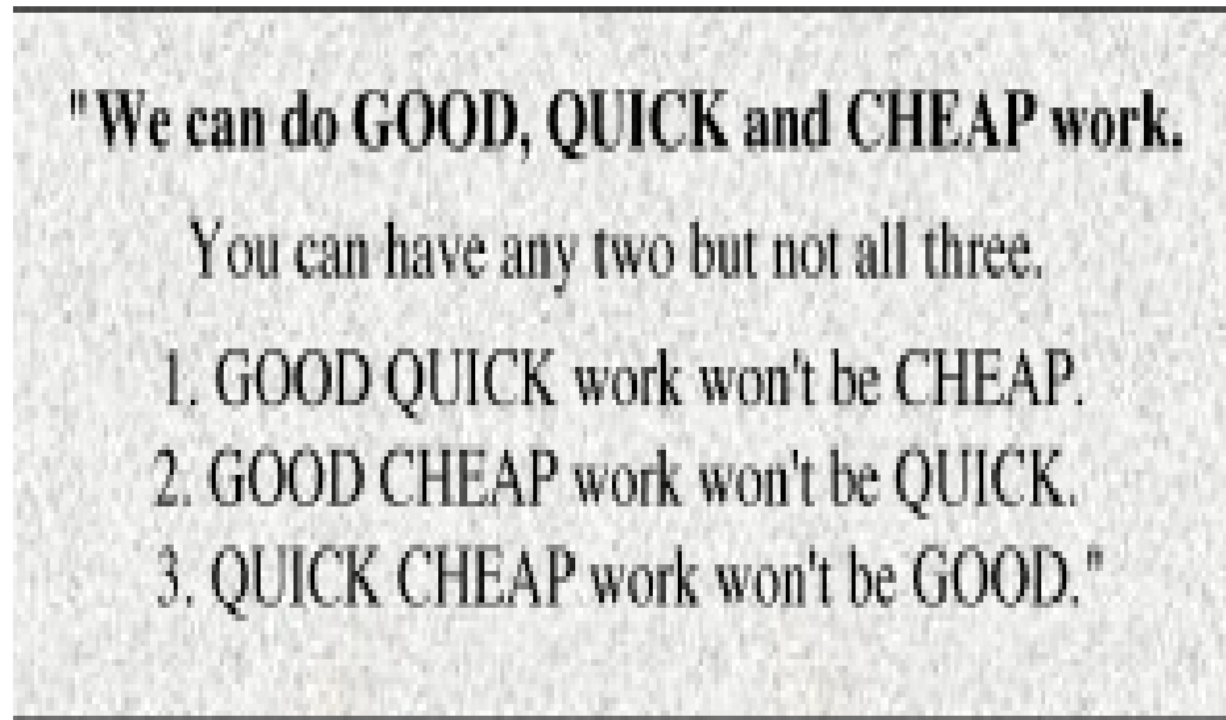 "We can do GOOD, QUICK and CHEAP work.
You can have any two but not all three.
1. GOOD QUICK work won't be CHEAP.
2. GOOD CHEAP work won't be QUICK.
3. QUICK CHEAP work won't be GOOD."